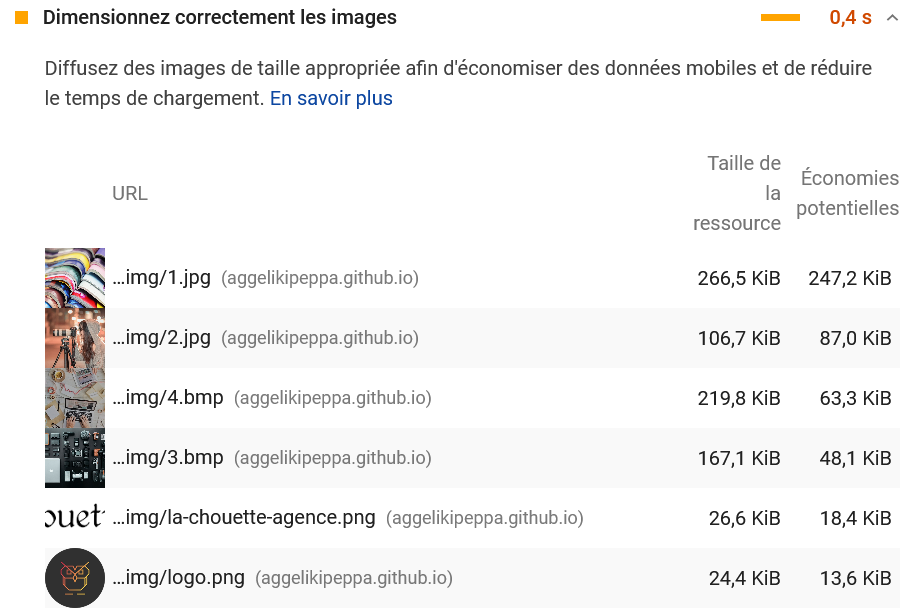 Dimensionnez correctement les images 0,4 s
Diffusez des images de taille appropriée afin d'économiser des données mobiles et de réduire
le temps de chargement. En savoir plus
URL
Taille de
la
ressource
Économies
potentielles
...img/1.jpg (aggelikipeppa.github.io) 266,5 KiB 247,2 KiB
...img/2.jpg (aggelikipeppa.github.io) 106,7 KiB 87,0 KiB
...img/4.bmp (aggelikipeppa.github.io) 219,8 KiB 63,3 KiB
...img/3.bmp (aggelikipeppa.github.io) 167,1 KiB 48,1 KiB
ouet
...img/la-chouette-agence.png (aggelikipeppa.github.io) 26,6 KiB 18,4 KiB
...img/logo.png (aggelikipeppa.github.io) 24,4 KiB 13,6 KiB